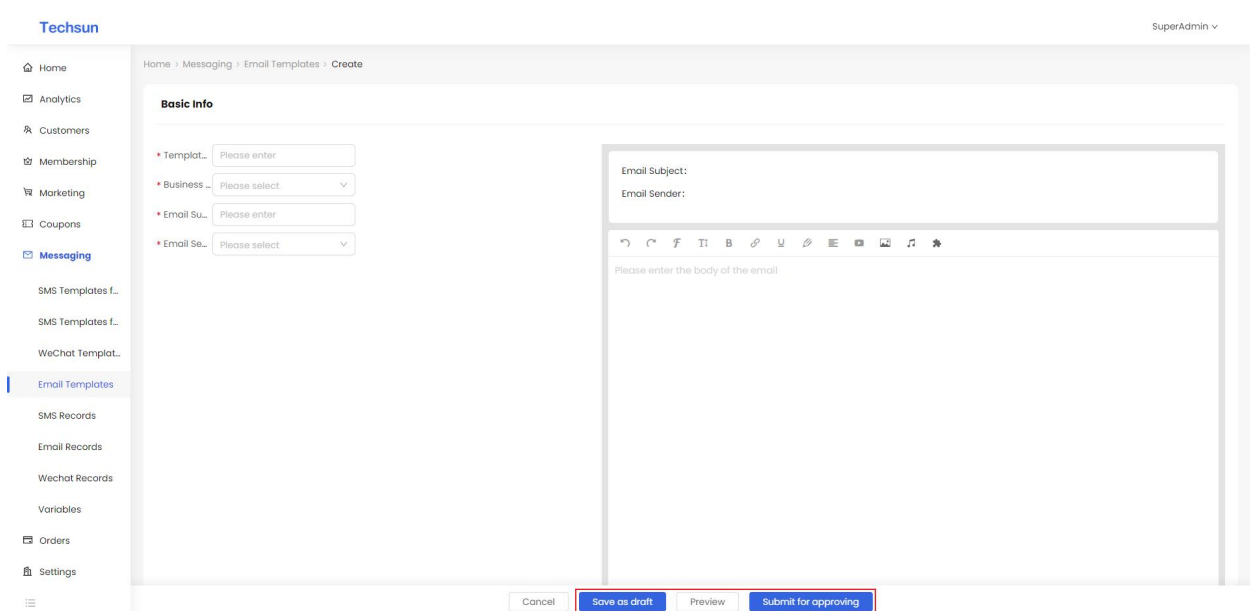 Techsun
SuperAdmin
Home
Analytics
Customers
Membership
Marketing
Coupons
Messaging
SMS Templates f...
SMS Templates f...
WeChat Templat...
Email Templates
SMS Records
Email Records
Wechat Records
Variables
Orders
Settings
Home > Messaging > Email Templates > Create
Basic Info
* Templat... Please enter
* Business ... Please select
* Email Su... Please enter
* Email Se... Please select
Email Subject:
Email Sender:
Please enter the body of the email
Cancel Save as draft Preview Submit for approving